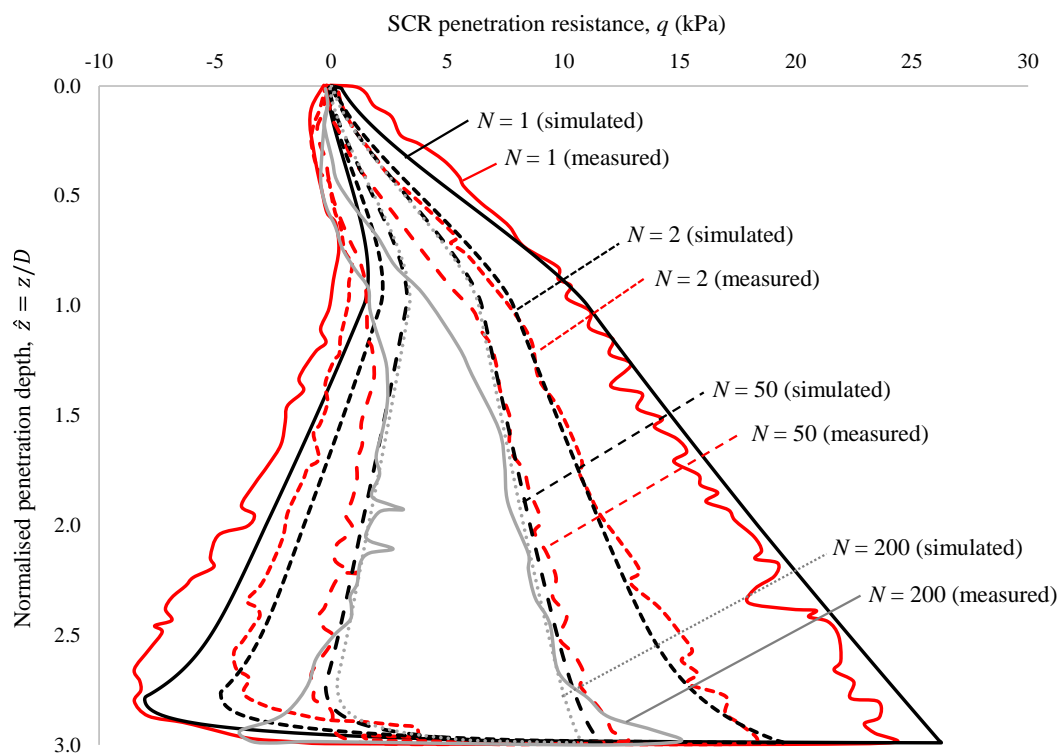 SCR penetration resistance, q (kPa)
-10 -5 0 5 10 15 20 25 30
0.0
0.5
1.0
1.5
2.0
2.5
3.0
Normalised penetration depth, ẑ = z/D
N = 1 (simulated)
N = 1 (measured)
N = 2 (simulated)
N = 2 (measured)
N = 50 (simulated)
N = 50 (measured)
N = 200 (simulated)
N = 200 (measured)